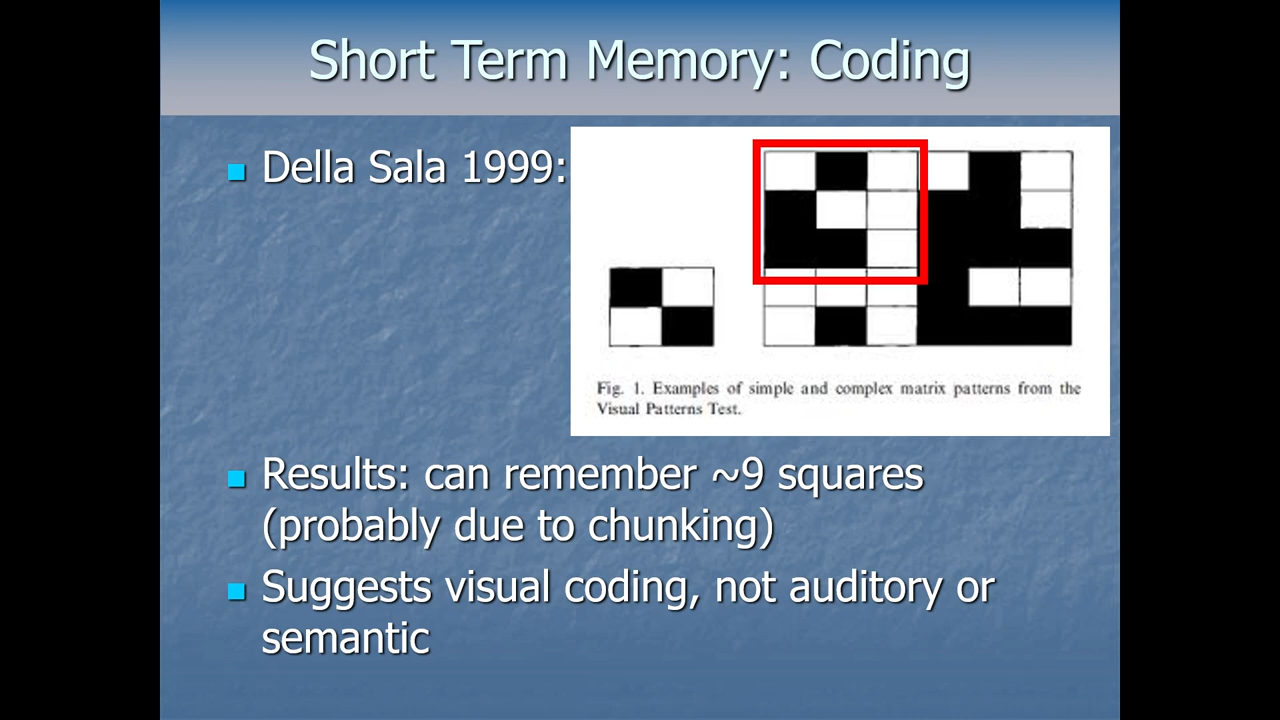 Short Term Memory: Coding
Della Sala 1999:
Fig. 1. Examples of simple and complex matrix patterns from the
Visual Patterns Test.
Results: can remember ~9 squares
(probably due to chunking)
Suggests visual coding, not auditory or
semantic